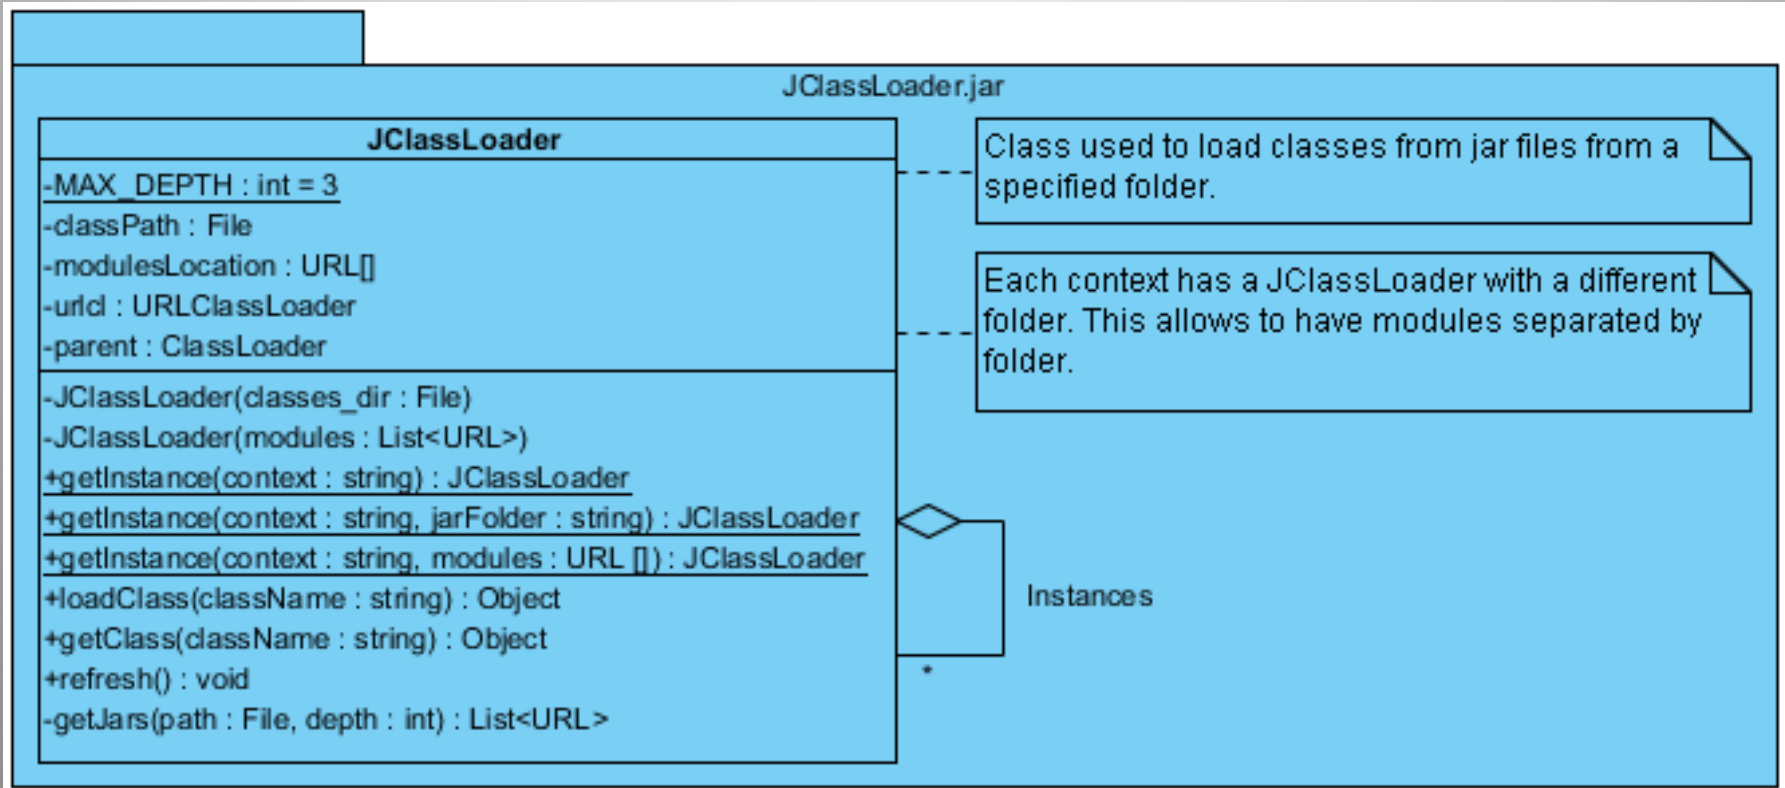 JClassLoader.jar
JClassLoader
-MAX_DEPTH : int = 3
-classPath : File
-modulesLocation : URL[]
-urlcl : URLClassLoader
-parent : ClassLoader
-JClassLoader(classes_dir : File)
-JClassLoader(modules : List<URL>)
+getInstance(context : string) : JClassLoader
+getInstance(context : string, jarFolder : string) : JClassLoader
+getInstance(context : string, modules : URL []) : JClassLoader
+loadClass(className : string) : Object
+getClass(className : string) : Object
+refresh() : void
-getJars(path : File, depth : int) : List<URL>
Class used to load classes from jar files from a
specified folder.
Each context has a JClassLoader with a different
folder. This allows to have modules separated by
folder.
Instances
*